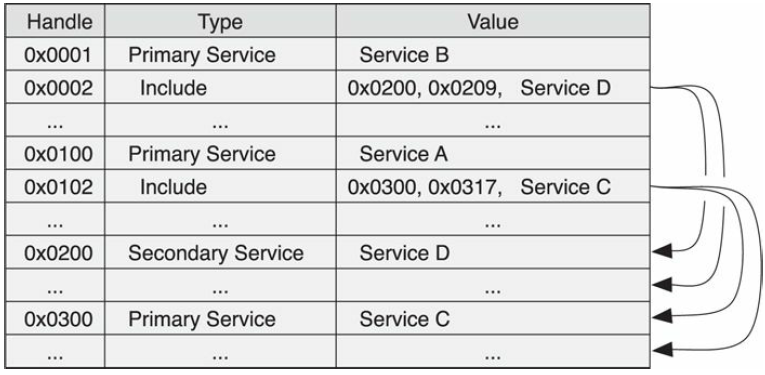 Handle Type Value
0x0001 Primary Service Service B
0x0002 Include 0x0200, 0x0209, Service D
... ... ...
0x0100 Primary Service Service A
0x0102 Include 0x0300, 0x0317, Service C
... ... ...
0x0200 Secondary Service Service D
... ... ...
0x0300 Primary Service Service C
... ... ...